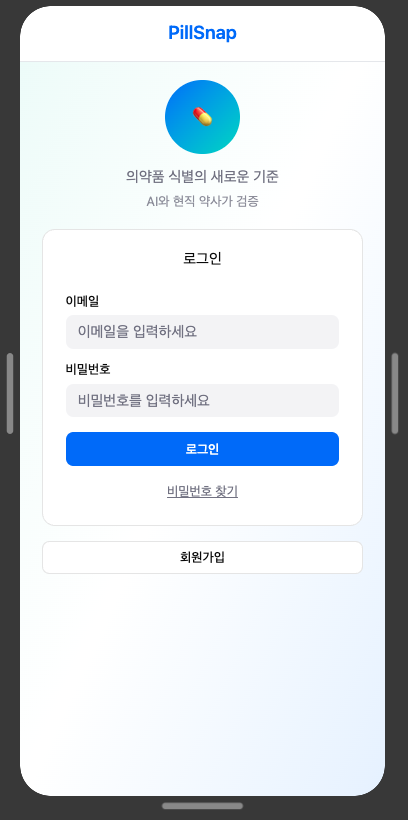 PillSnap
의약품 식별의 새로운 기준
AI와 현직 약사가 검증
로그인
이메일
이메일을 입력하세요
비밀번호
비밀번호를 입력하세요
로그인
비밀번호 찾기
회원가입